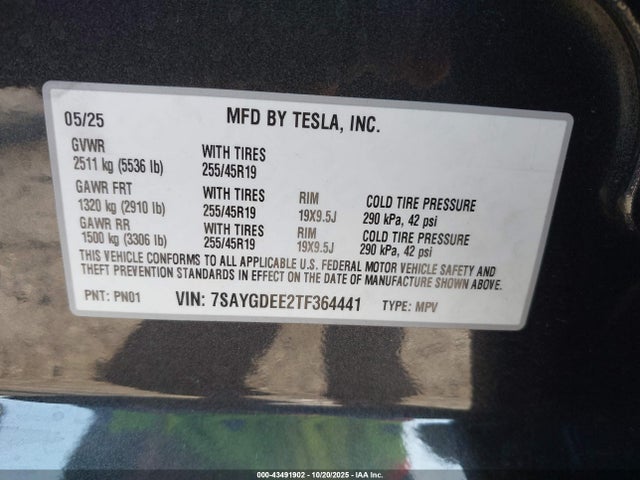 05/25 MFD BY TESLA, INC.
GVWR
2511 kg (5536 lb) WITH TIRES 255/45R19
GAWR FRT
1320 kg (2910 lb) WITH TIRES 255/45R19 RIM 19X9.5J COLD TIRE PRESSURE 290 kPa, 42 psi
GAWR RR
1500 kg (3306 lb) WITH TIRES 255/45R19 RIM 19X9.5J COLD TIRE PRESSURE 290 kPa, 42 psi
THIS VEHICLE CONFORMS TO ALL APPLICABLE U.S. FEDERAL MOTOR VEHICLE SAFETY AND
THEFT PREVENTION STANDARDS IN EFFECT ON THE DATE OF MANUFACTURE SHOWN ABOVE.
PNT: PN01 VIN: 7SAYGDEE2TF364441 TYPE: MPV
000-43491902 - 10/20/2025 - IAA Inc.